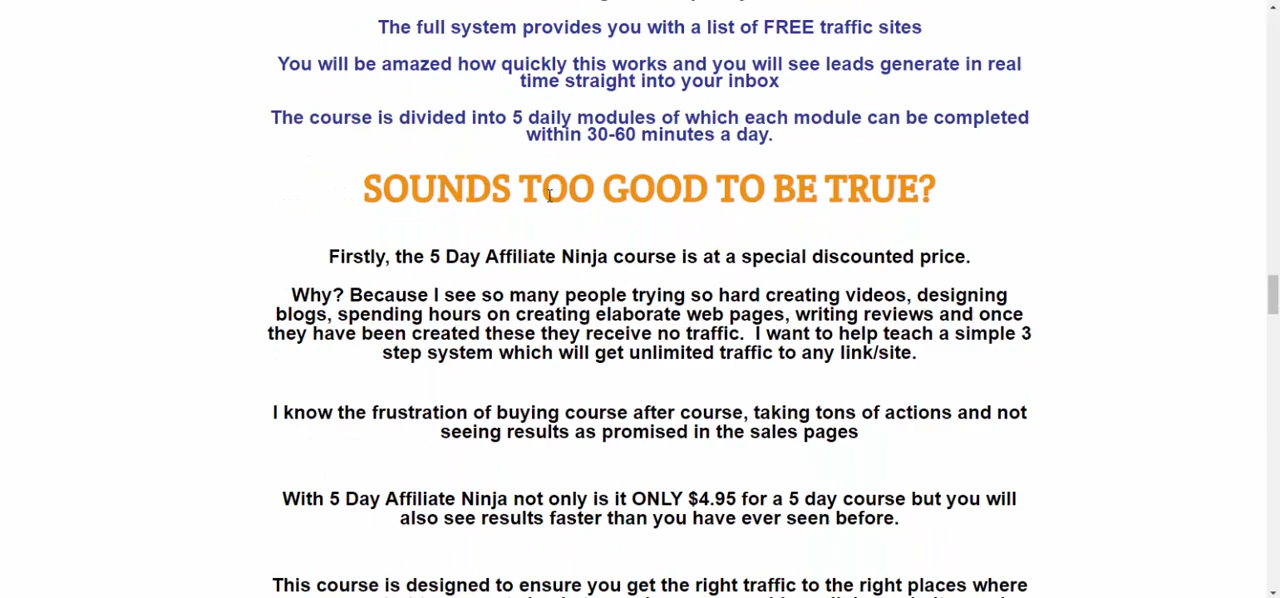 The full system provides you with a list of FREE traffic sites
You will be amazed how quickly this works and you will see leads generate in real
time straight into your inbox
The course is divided into 5 daily modules of which each module can be completed
within 30-60 minutes a day.
SOUNDS TOO GOOD TO BE TRUE?
Firstly, the 5 Day Affiliate Ninja course is at a special discounted price.
Why? Because I see so many people trying so hard creating videos, designing
blogs, spending hours on creating elaborate web pages, writing reviews and once
they have been created these they receive no traffic. I want to help teach a simple 3
step system which will get unlimited traffic to any link/site.
I know the frustration of buying course after course, taking tons of actions and not
seeing results as promised in the sales pages
With 5 Day Affiliate Ninja not only is it ONLY $4.95 for a 5 day course but you will
also see results faster than you have ever seen before.
This course is designed to ensure you get the right traffic to the right places where